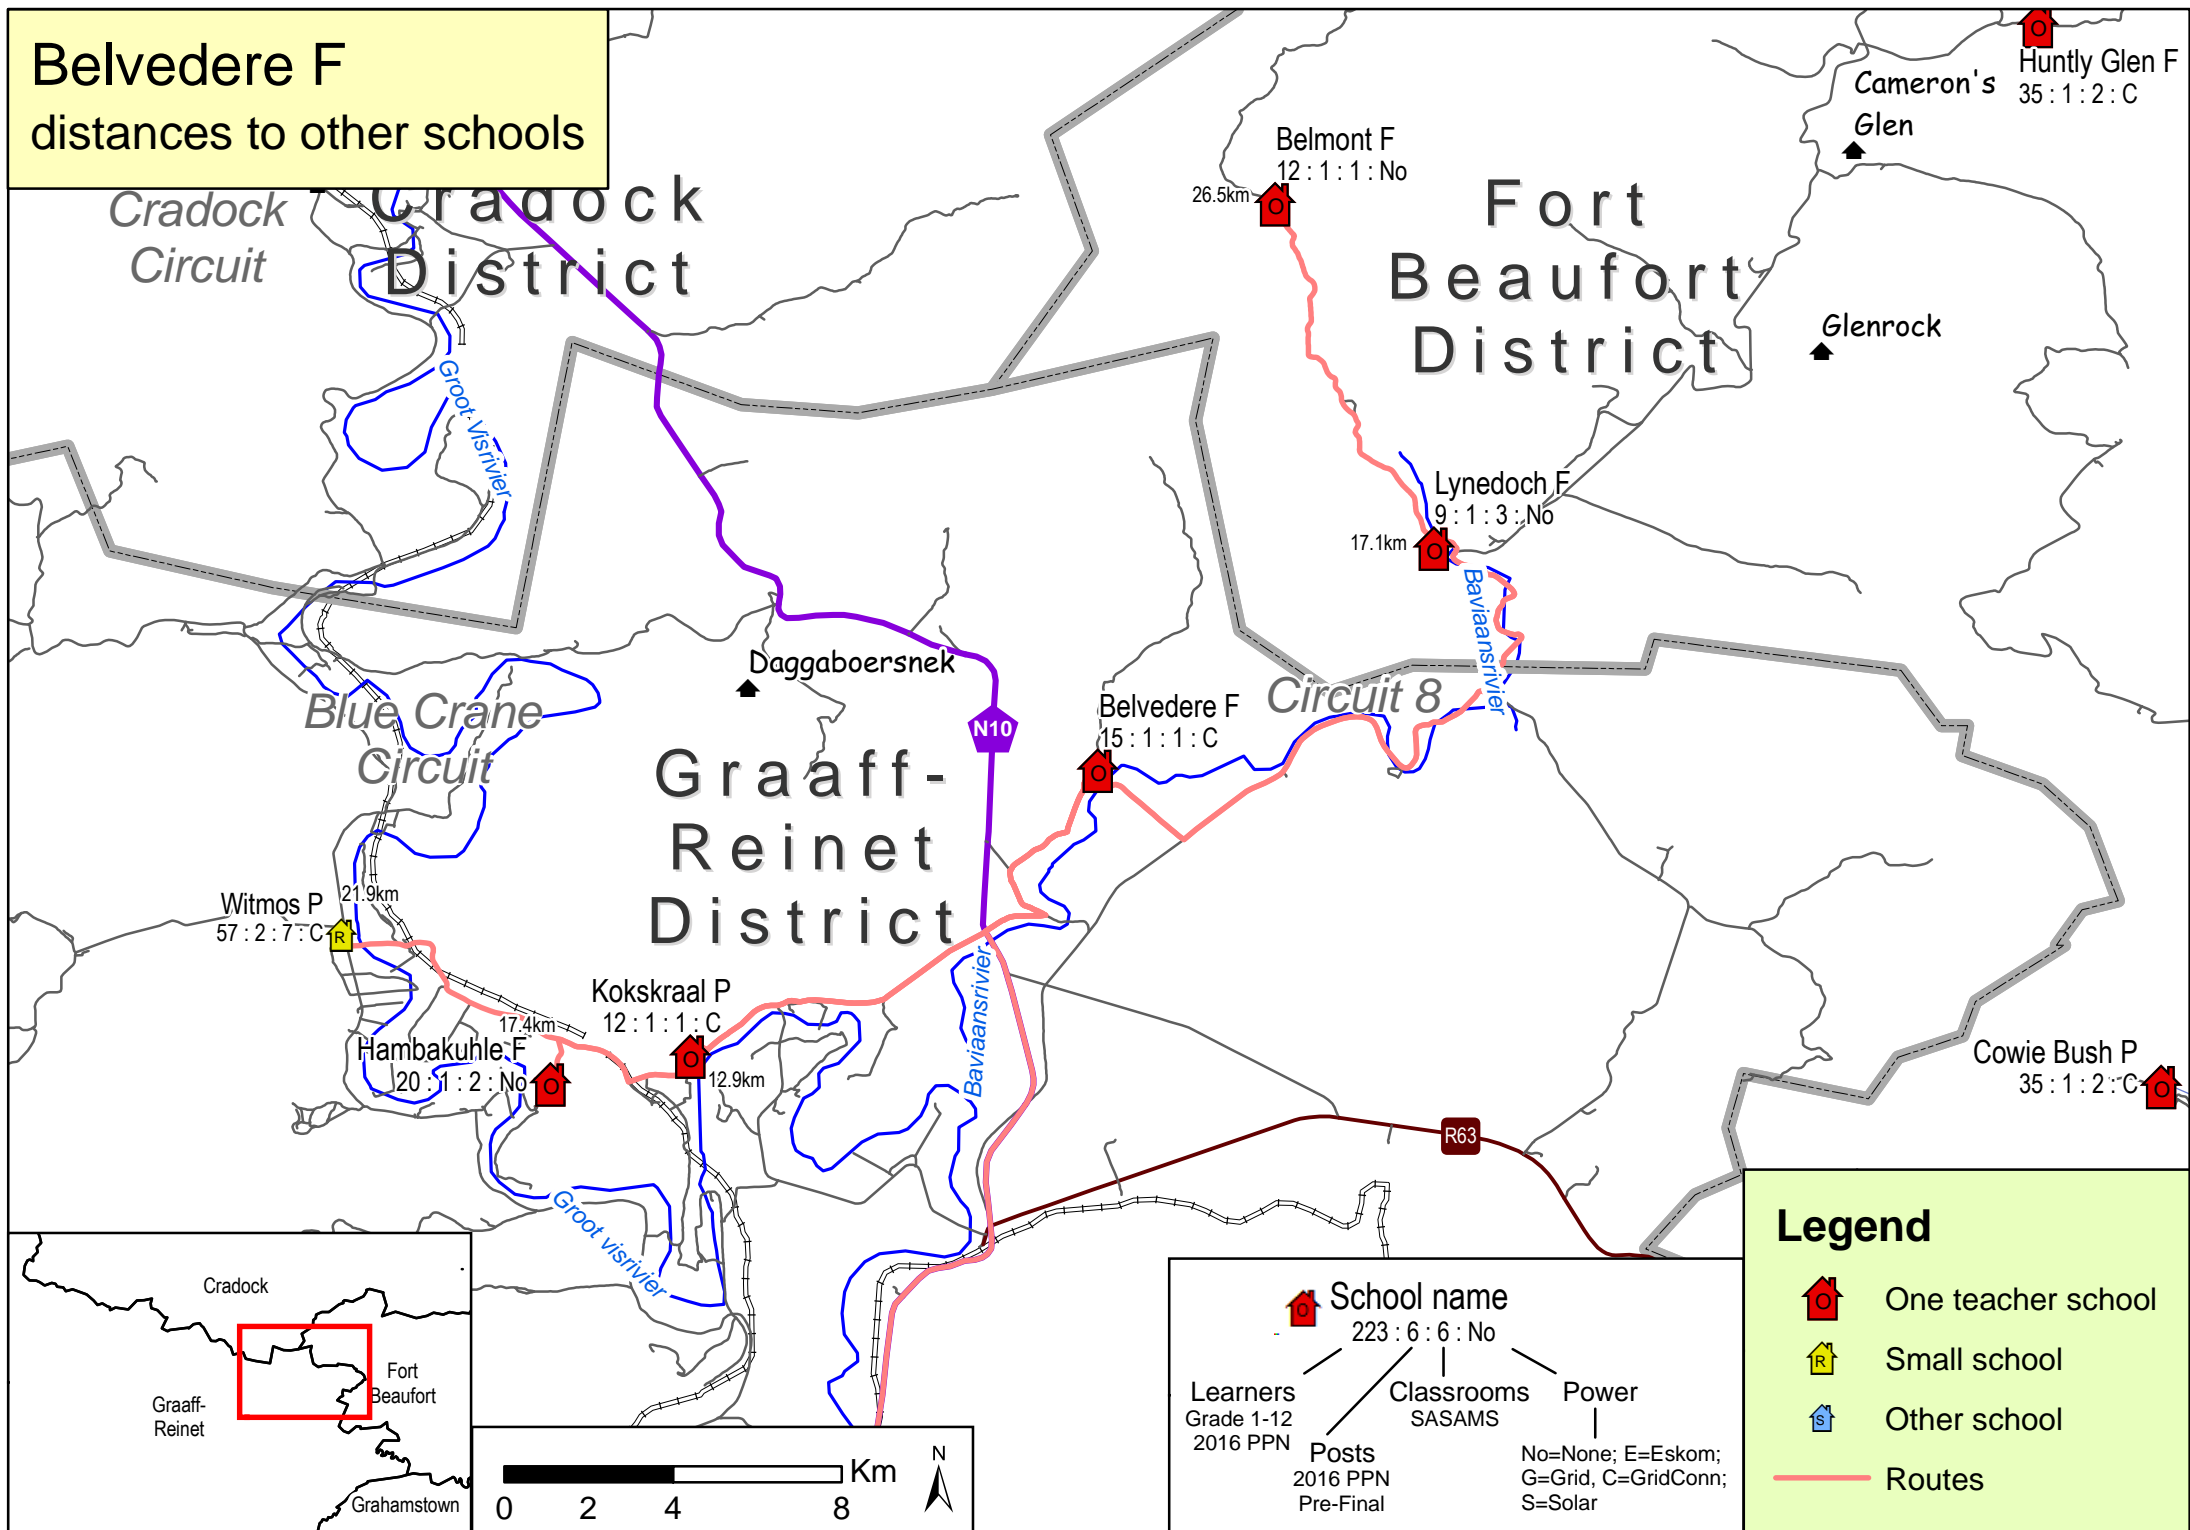 Belvedere F
distances to other schools
Cradock
Circuit
Cradock
District
Huntly Glen F
35 : 1 : 2 : C
Cameron's
Glen
Belmont F
12 : 1 : 1 : No
26.5km
Fort
Beaufort
District
Glenrock
Groot-Visrivier
Lynedoch F
9 : 1 : 3 : No
17.1km
Baviaansrivier
Daggaboersnek
Blue Crane
Circuit
Belvedere F
15 : 1 : 1 : C
Circuit 8
N10
Graaff-
Reinet
District
Witmos P
57 : 2 : 7 : C
21.9km
R
Kokskraal P
12 : 1 : 1 : C
12.9km
17.4km
Hambakuhle F
20 : 1 : 2 : No
Baviaansrivier
Groot visrivier
Cowie Bush P
35 : 1 : 2 : C
R63
O
O
O
O
O
O
O
Cradock
Fort
Beaufort
Graaff-
Reinet
Grahamstown
Km
0 2 4 8
N
O
School name
223 : 6 : 6 : No
Learners
Grade 1-12
2016 PPN
Posts
2016 PPN
Pre-Final
Classrooms
SASAMS
Power
No=None; E=Eskom;
G=Grid, C=GridConn;
S=Solar
Legend
O One teacher school
R Small school
S Other school
Routes